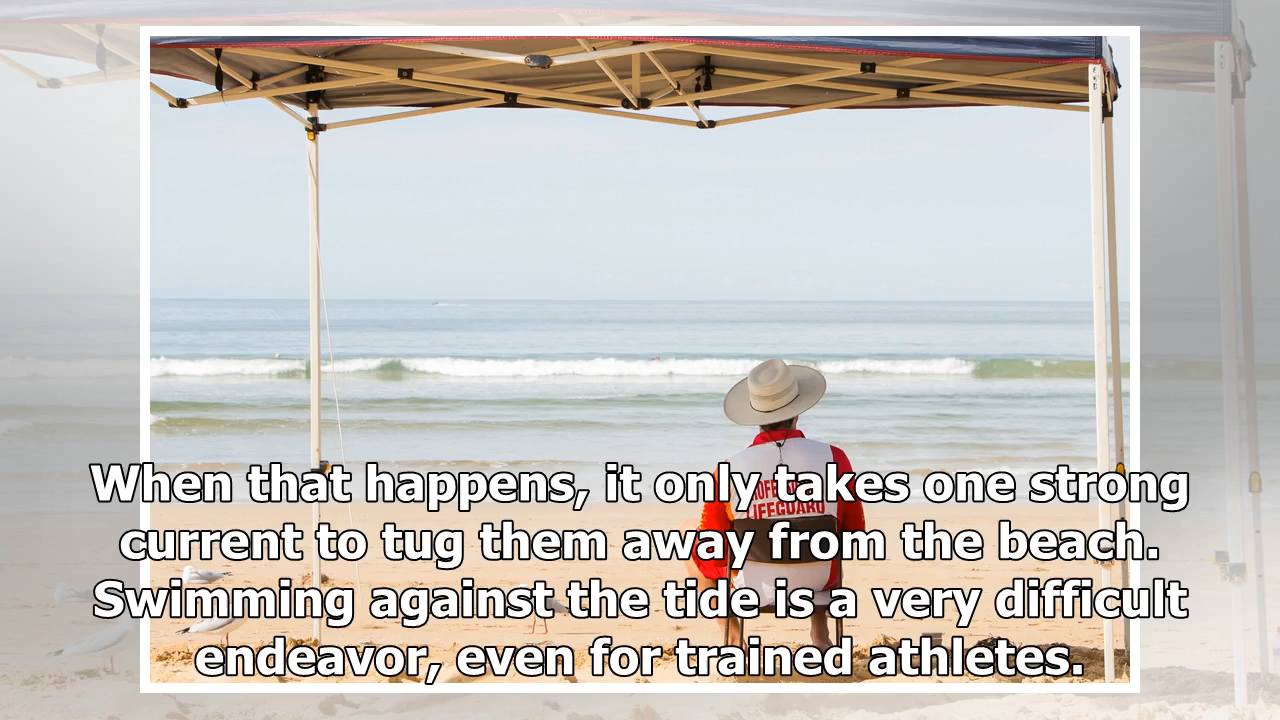 When that happens, it only takes one strong
current to tug them away from the beach.
Swimming against the tide is a very difficult
endeavor, even for trained athletes.
LIFEGUARD